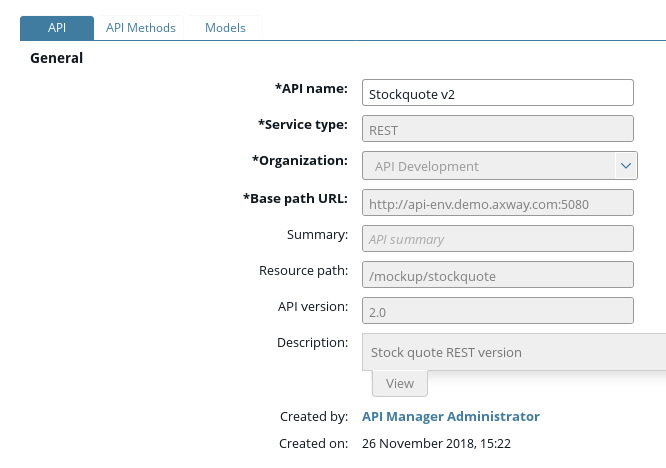 API API Methods Models
General
*API name: Stockquote v2
*Service type: REST
*Organization: API Development
*Base path URL: http://api-env.demo.axway.com:5080
Summary: API summary
Resource path: /mockup/stockquote
API version: 2.0
Description: Stock quote REST version
View
Created by: API Manager Administrator
Created on: 26 November 2018, 15:22